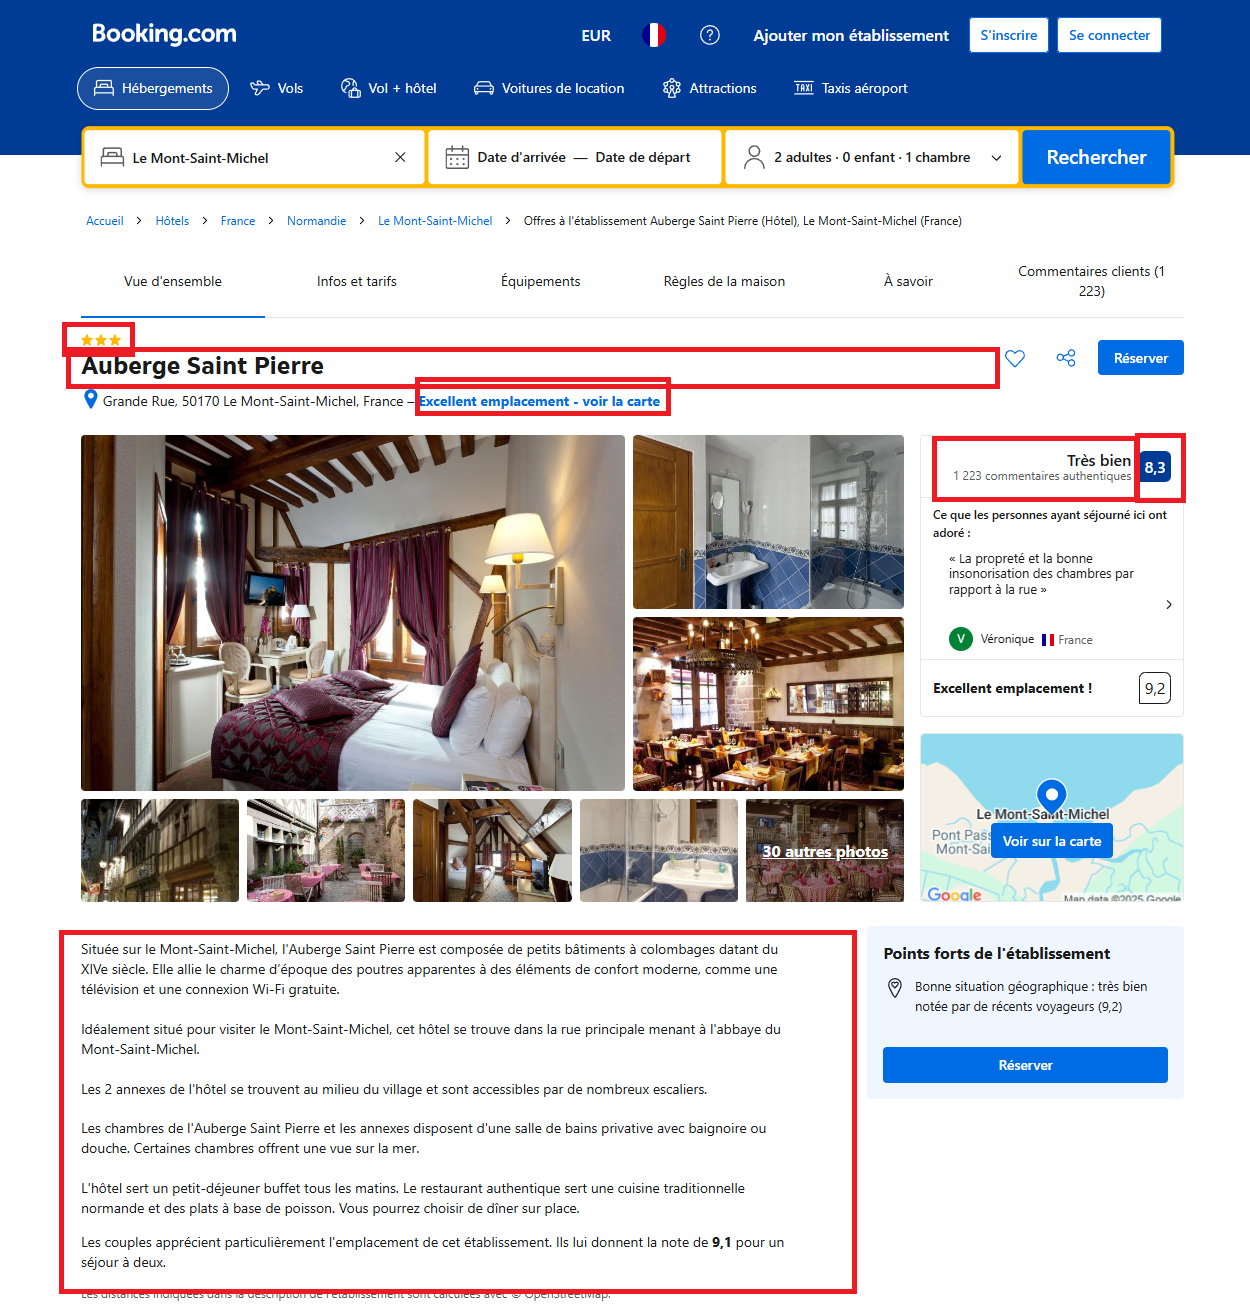 Booking.com
EUR
Ajouter mon établissement
S'inscrire
Se connecter
Hébergements
Vols
Vol + hôtel
Voitures de location
Attractions
TAXI
Taxis aéroport
Le Mont-Saint-Michel
Date d'arrivée — Date de départ
2 adultes · 0 enfant · 1 chambre
Rechercher
Accueil > Hôtels > France > Normandie > Le Mont-Saint-Michel > Offres à l'établissement Auberge Saint Pierre (Hôtel), Le Mont-Saint-Michel (France)
Vue d'ensemble
Infos et tarifs
Équipements
Règles de la maison
À savoir
Commentaires clients (1
223)
Auberge Saint Pierre
Réserver
Grande Rue, 50170 Le Mont-Saint-Michel, France – Excellent emplacement - voir la carte
Très bien
1 223 commentaires authentiques
8,3
Ce que les personnes ayant séjourné ici ont
adoré :
« La propreté et la bonne
insonorisation des chambres par
rapport à la rue »
V
Véronique
France
Excellent emplacement !
9,2
Le Mont-Saint-Michel
Pont Pass
Mont-Sai
Voir sur la carte
Google
Map data ©2025 Google
30 autres photos
Située sur le Mont-Saint-Michel, l'Auberge Saint Pierre est composée de petits bâtiments à colombages datant du
XIVe siècle. Elle allie le charme d'époque des poutres apparentes à des éléments de confort moderne, comme une
télévision et une connexion Wi-Fi gratuite.
Idéalement situé pour visiter le Mont-Saint-Michel, cet hôtel se trouve dans la rue principale menant à l'abbaye du
Mont-Saint-Michel.
Les 2 annexes de l'hôtel se trouvent au milieu du village et sont accessibles par de nombreux escaliers.
Les chambres de l'Auberge Saint Pierre et les annexes disposent d'une salle de bains privative avec baignoire ou
douche. Certaines chambres offrent une vue sur la mer.
L'hôtel sert un petit-déjeuner buffet tous les matins. Le restaurant authentique sert une cuisine traditionnelle
normande et des plats à base de poisson. Vous pourrez choisir de dîner sur place.
Les couples apprécient particulièrement l'emplacement de cet établissement. Ils lui donnent la note de 9,1 pour un
séjour à deux.
Les distances indiquées dans la description de l'établissement sont calculées avec © OpenStreetMap.
Points forts de l'établissement
Bonne situation géographique : très bien
notée par de récents voyageurs (9,2)
Réserver